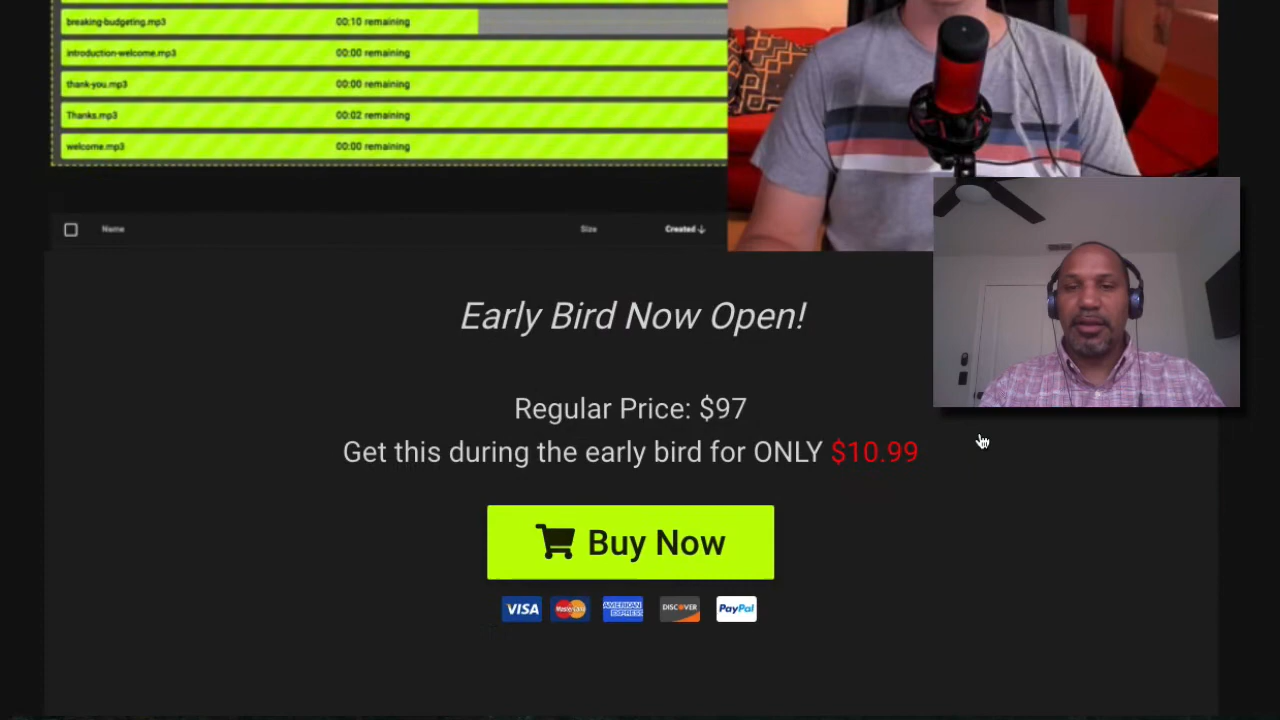 breaking-budgeting.mp3 00:10 remaining
introduction-welcome.mp3 00:00 remaining
thank-you.mp3 00:00 remaining
Thanks.mp3 00:02 remaining
welcome.mp3 00:00 remaining
Name Size Created ↓
Early Bird Now Open!
Regular Price: $97
Get this during the early bird for ONLY $10.99
Buy Now
VISA MasterCard AMERICAN EXPRESS DISCOVER PayPal